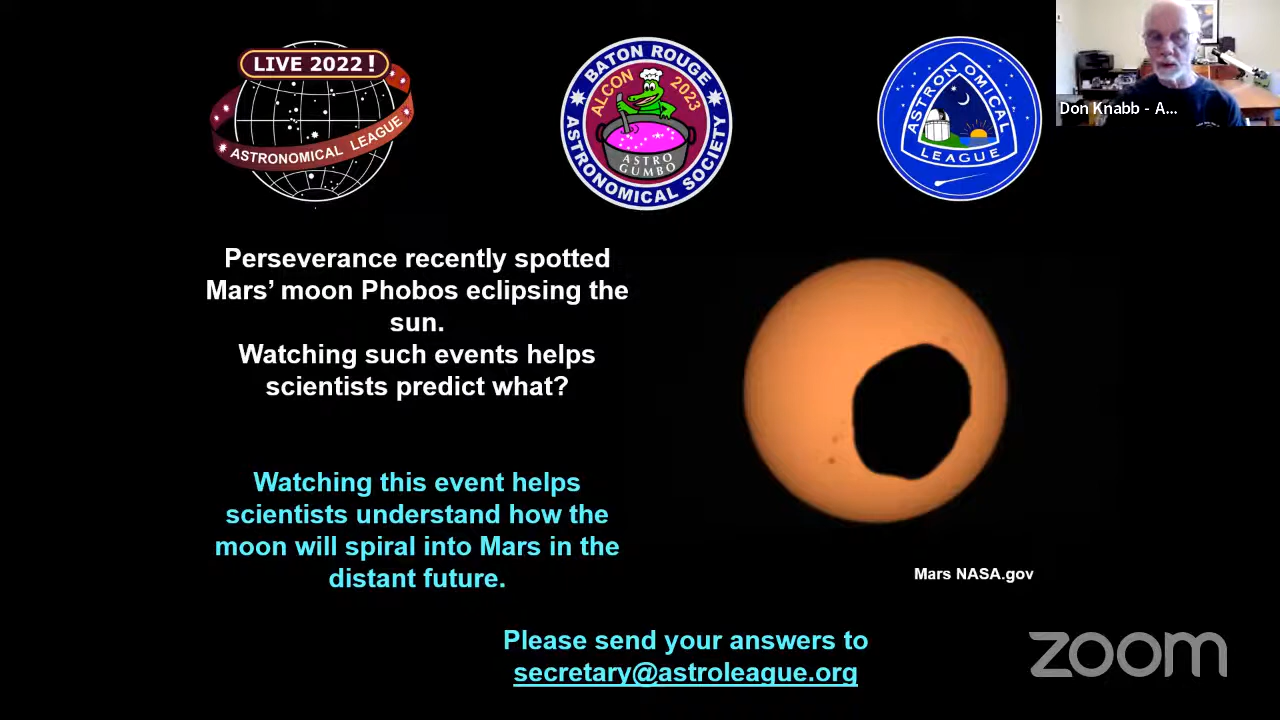 LIVE 2022!
ASTRONOMICAL LEAGUE
BATON ROUGE
ALCON 2023
ASTRO
GUMBO
ASTRONOMICAL SOCIETY
ASTRONOMICAL
LEAGUE
Don Knabb - A...
Perseverance recently spotted
Mars’ moon Phobos eclipsing the
sun.
Watching such events helps
scientists predict what?
Watching this event helps
scientists understand how the
moon will spiral into Mars in the
distant future.
Mars NASA.gov
Please send your answers to
secretary@astroleague.org
zoom